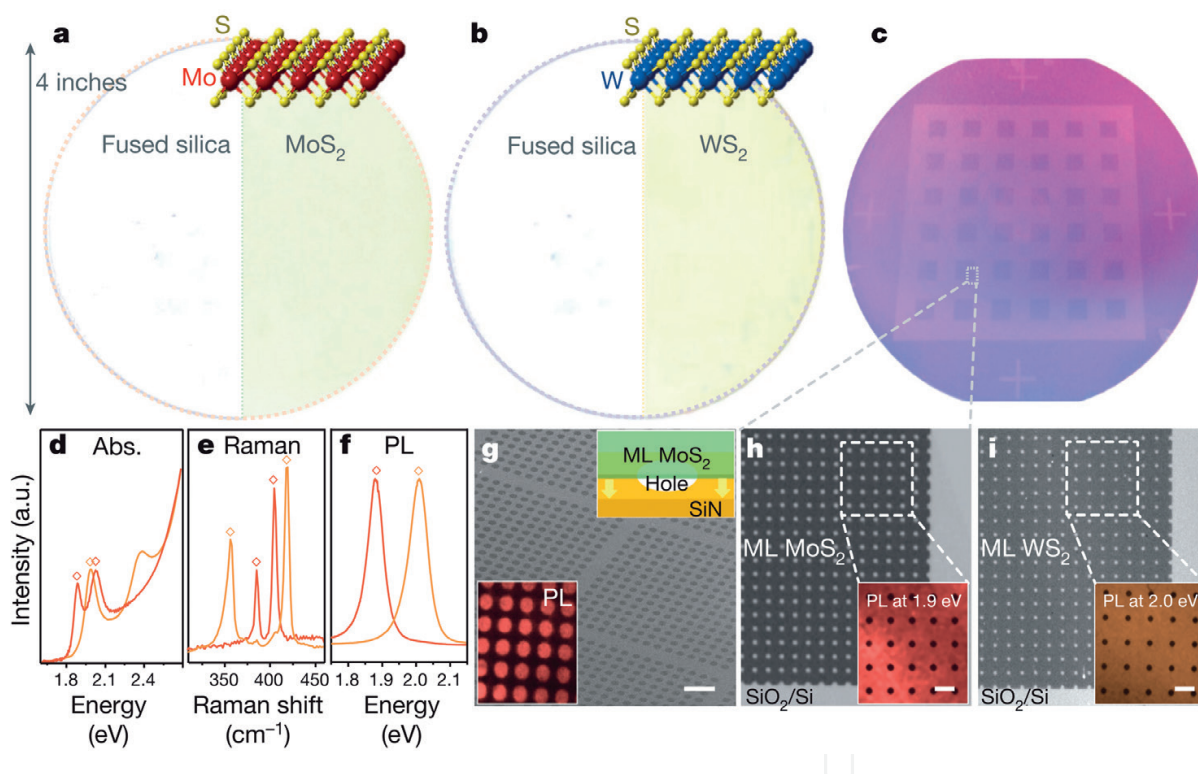 a
S
Mo
4 inches
Fused silica
MoS₂
b
S
W
Fused silica
WS₂
c
d
Abs.
Intensity (a.u.)
1.8
2.4
Energy
(eV)
e
Raman
350
450
Raman shift
(cm⁻¹)
f
PL
1.8
1.9
2.0
2.1
Energy
(eV)
g
ML MoS₂
Hole
SiN
PL
h
ML MoS₂
PL at 1.9 eV
SiO₂/Si
i
ML WS₂
PL at 2.0 eV
SiO₂/Si